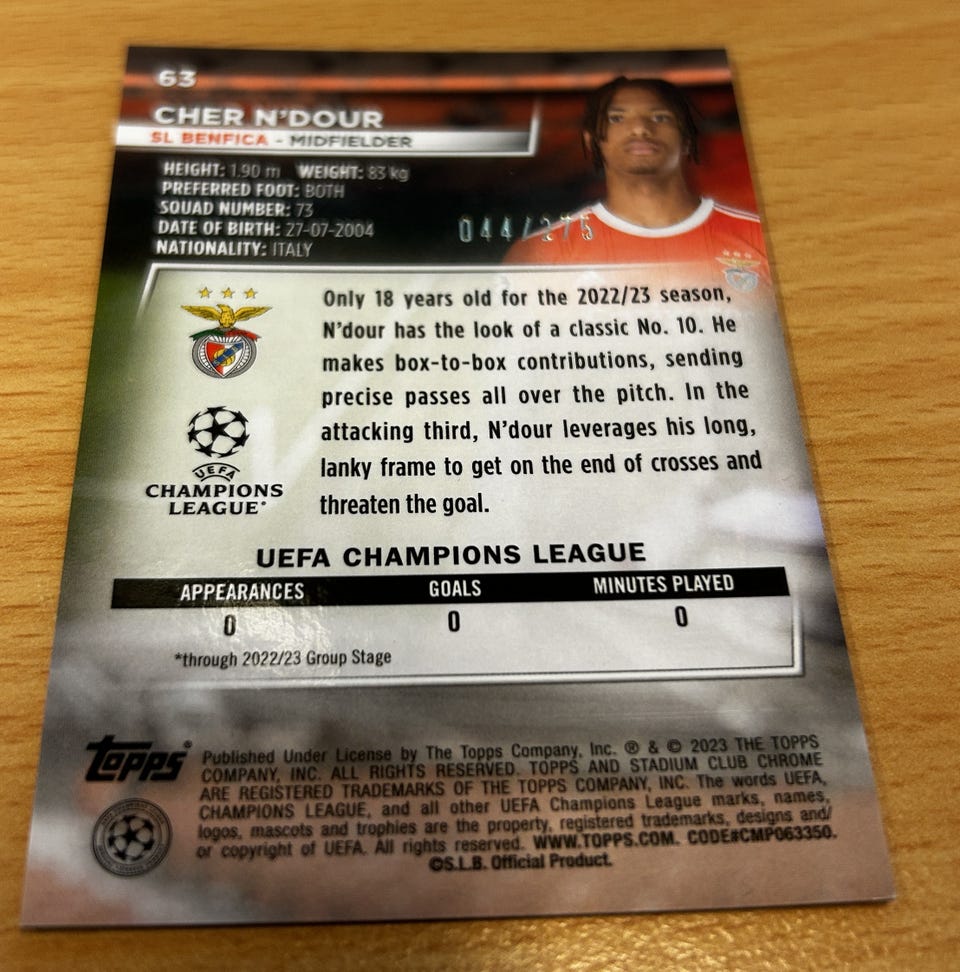 63
CHER N'DOUR
SL BENFICA - MIDFIELDER
HEIGHT: 1.90 m WEIGHT: 83 kg
PREFERRED FOOT: BOTH
SQUAD NUMBER: 73
DATE OF BIRTH: 27-07-2004
NATIONALITY: ITALY
044/275
Only 18 years old for the 2022/23 season,
N'dour has the look of a classic No. 10. He
makes box-to-box contributions, sending
precise passes all over the pitch. In the
attacking third, N'dour leverages his long,
lanky frame to get on the end of crosses and
threaten the goal.
UEFA
CHAMPIONS
LEAGUE®
UEFA CHAMPIONS LEAGUE
APPEARANCES GOALS MINUTES PLAYED
0 0 0
*through 2022/23 Group Stage
topps®
Published Under License by The Topps Company, Inc. ® & © 2023 THE TOPPS
COMPANY, INC. ALL RIGHTS RESERVED. TOPPS AND STADIUM CLUB CHROME
ARE REGISTERED TRADEMARKS OF THE TOPPS COMPANY, INC. The words UEFA,
CHAMPIONS LEAGUE, and all other UEFA Champions League marks, names,
logos, mascots and trophies are the property, registered trademarks, designs and/
or copyright of UEFA. All rights reserved. WWW.TOPPS.COM. CODE#CMP063350.
©S.L.B. Official Product.